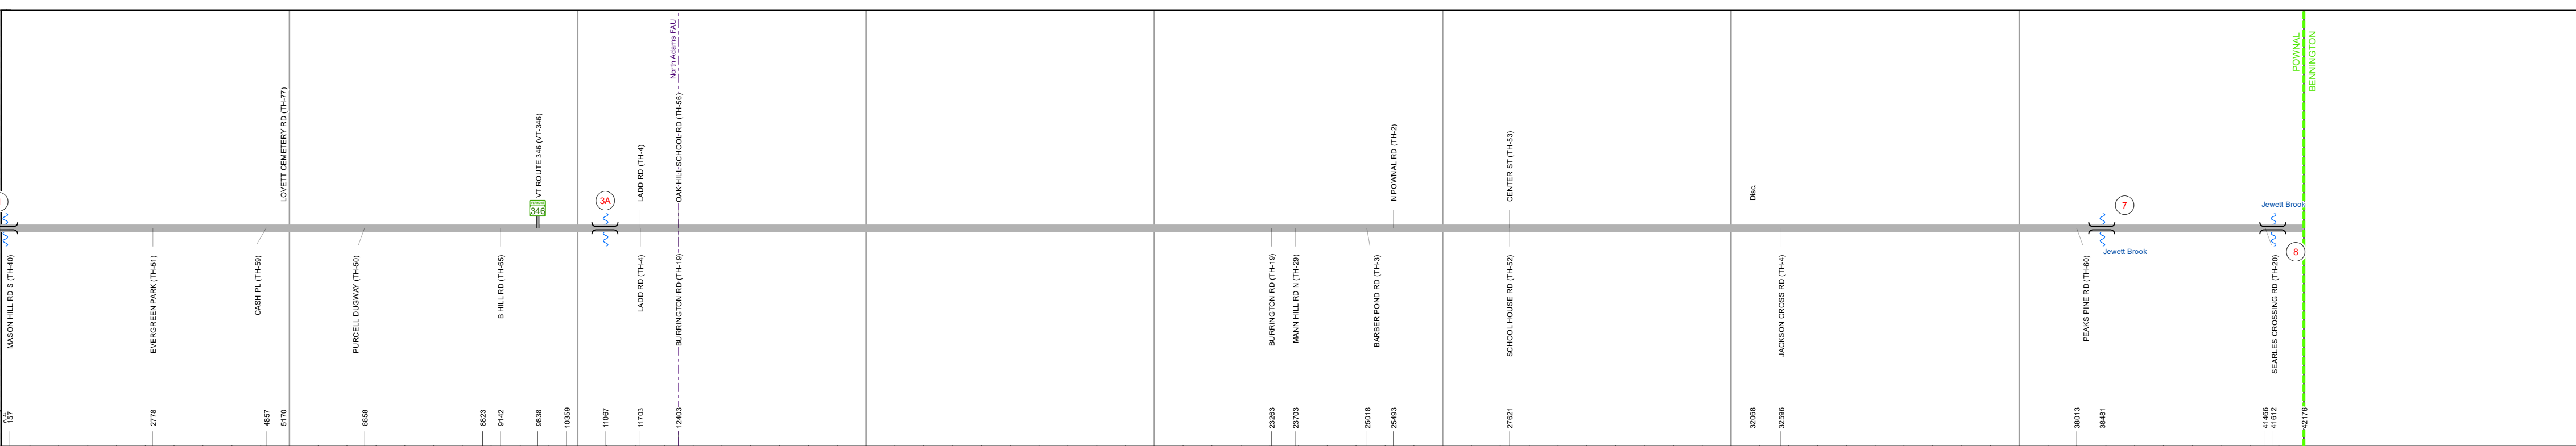 North Adams FAU
POWNAL
BENNINGTON
LOVETT CEMETERY RD (TH-77)
VT ROUTE 346 (VT-346)
346
3A
LADD RD (TH-4)
OAK HILL SCHOOL RD (TH-56)
N POWNAL RD (TH-2)
CENTER ST (TH-53)
Disc.
7
Jewett Brook
Jewett Brook
8
MASON HILL RD S (TH-40)
EVERGREEN PARK (TH-51)
CASH PL (TH-59)
PURCELL DUGWAY (TH-50)
B HILL RD (TH-65)
LADD RD (TH-4)
BURRINGTON RD (TH-19)
BURRINGTON RD (TH-19)
MANN HILL RD N (TH-29)
BARBER POND RD (TH-3)
SCHOOL HOUSE RD (TH-52)
JACKSON CROSS RD (TH-4)
PEAKS PINE RD (TH-60)
SEARLES CROSSING RD (TH-20)
157
2778
4857
5170
6658
8823
9142
9838
10359
11067
11703
12403
23263
23703
25018
25493
27621
32068
32596
38013
38481
41466
41612
42176